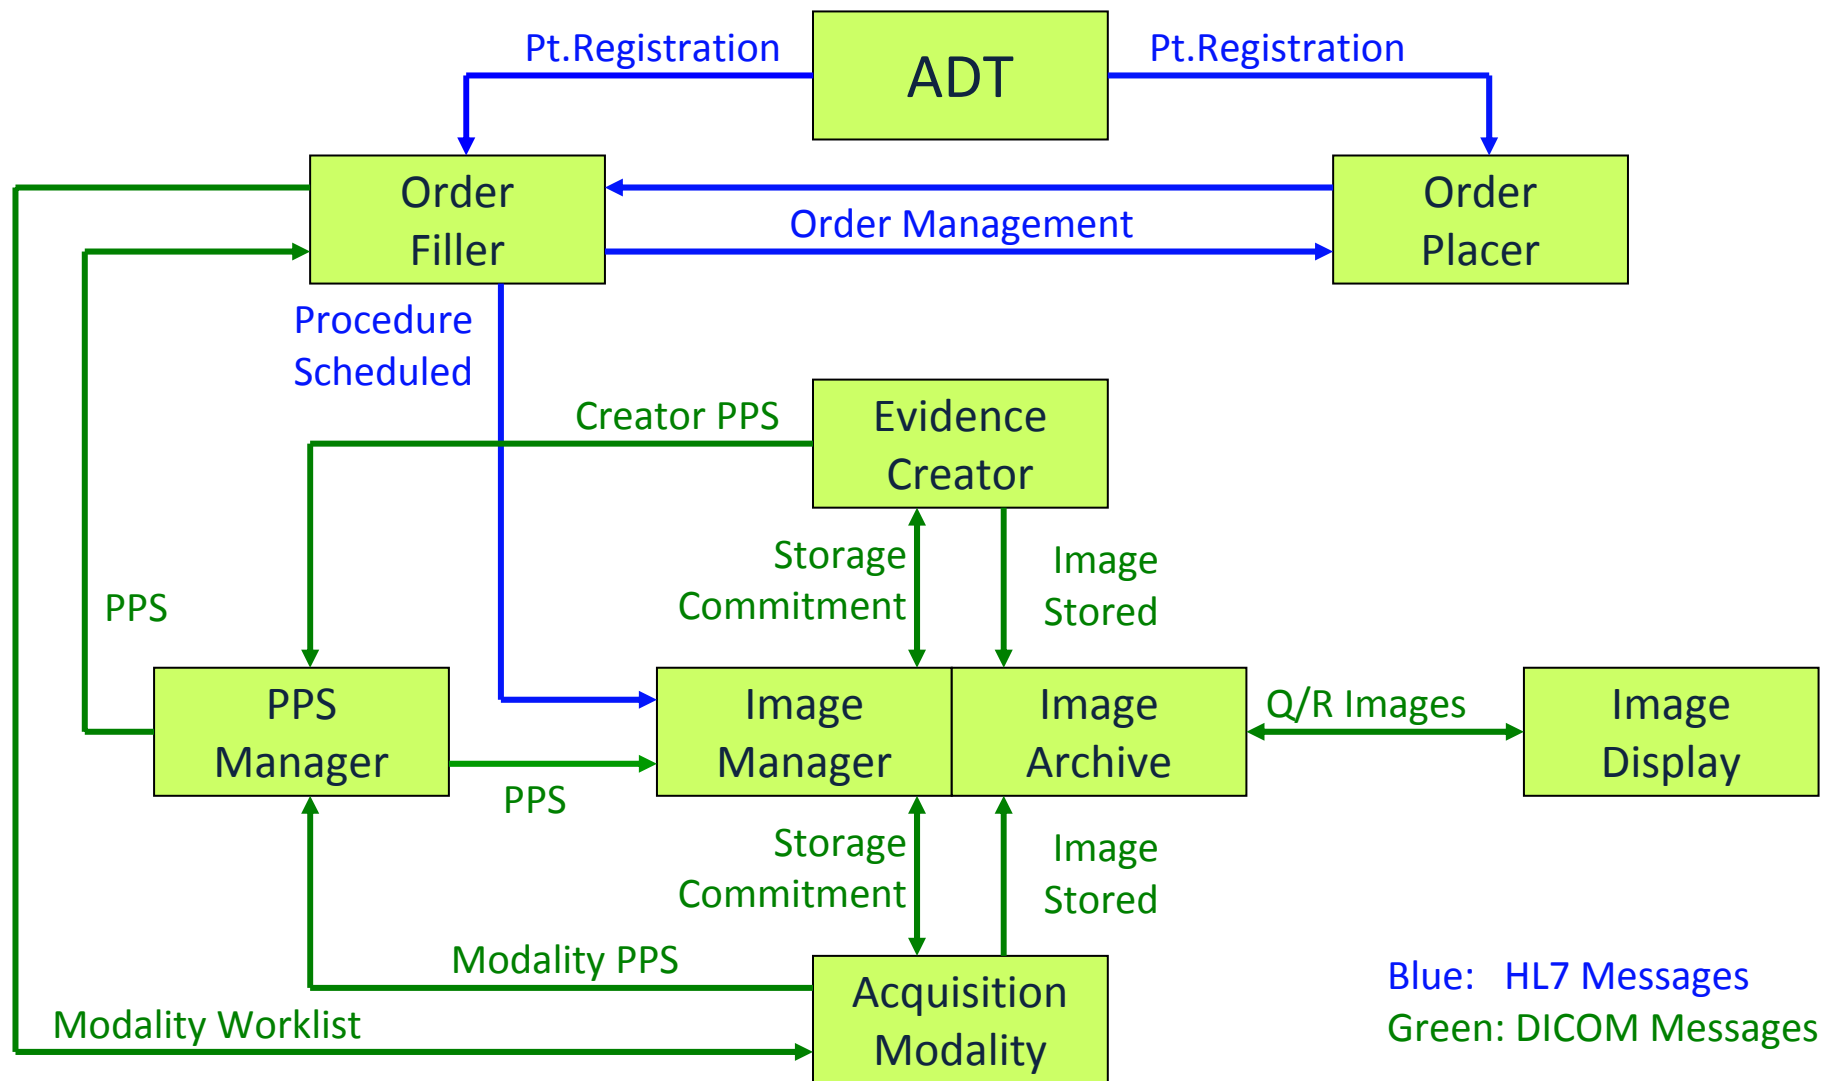 Pt.Registration
ADT
Pt.Registration
Order
Filler
Order Management
Order
Placer
Procedure
Scheduled
Creator PPS
Evidence
Creator
Storage
Commitment
Image
Stored
PPS
PPS
Manager
PPS
Image
Manager
Image
Archive
Q/R Images
Image
Display
Storage
Commitment
Image
Stored
Modality PPS
Acquisition
Modality
Modality Worklist
Blue: HL7 Messages
Green: DICOM Messages